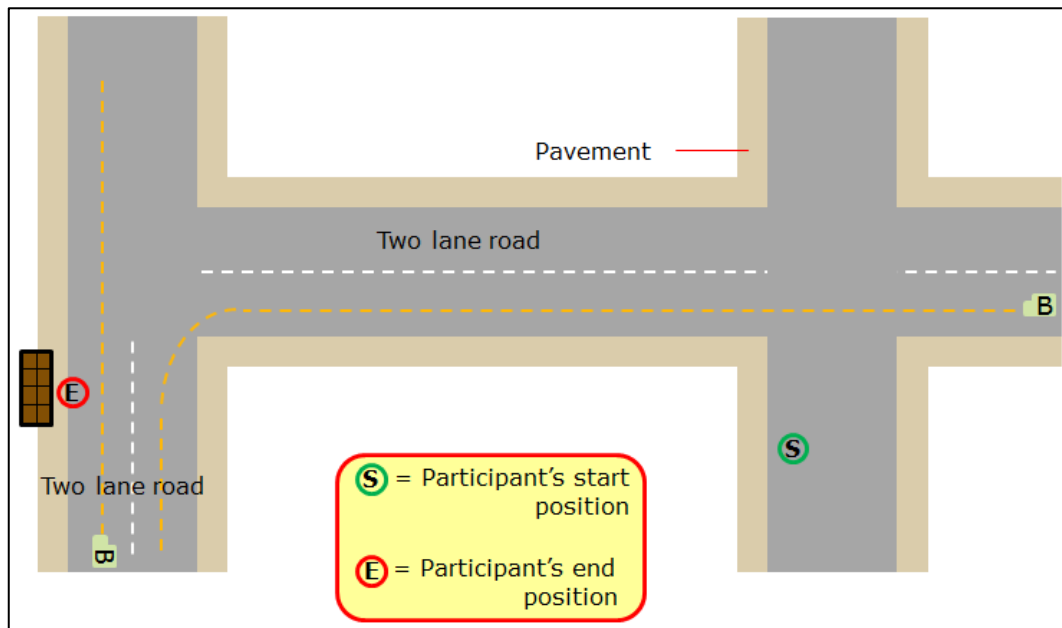 Pavement
Two lane road
B
E
S
Two lane road
B
S = Participant's start
position
E = Participant's end
position